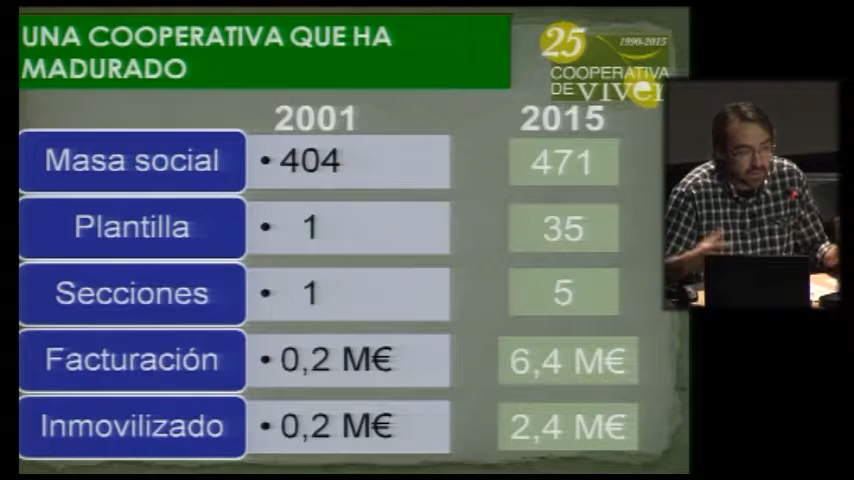 UNA COOPERATIVA QUE HA
MADURADO
25
1990-2015
COOPERATIVA
DE viver
2001 2015
Masa social • 404 471
Plantilla • 1 35
Secciones • 1 5
Facturación • 0,2 M€ 6,4 M€
Inmovilizado • 0,2 M€ 2,4 M€